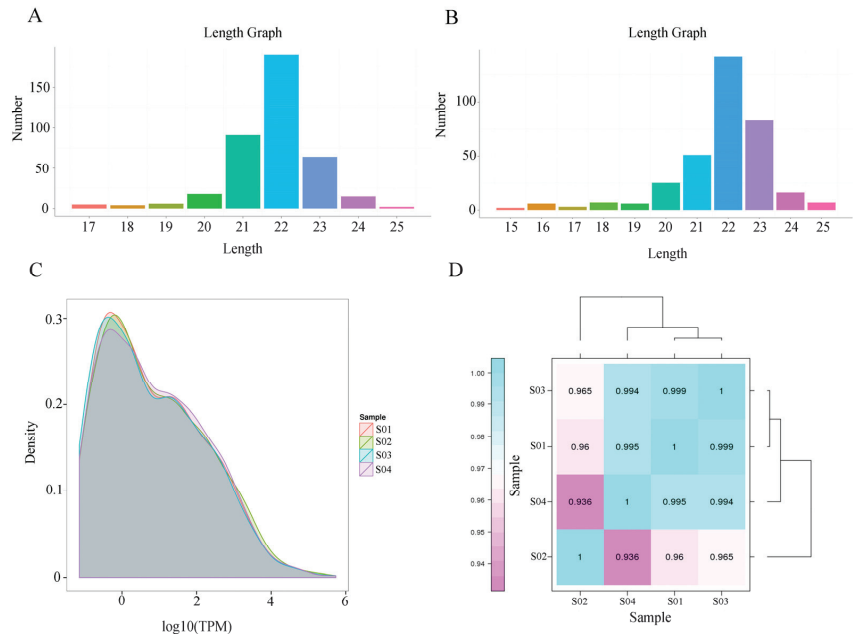 A
Length Graph
Number
150
100
50
0
17 18 19 20 21 22 23 24 25
Length
B
Length Graph
Number
100
50
0
15 16 17 18 19 20 21 22 23 24 25
Length
C
Density
0.3
0.2
0.1
0
0 2 4 6
log10(TPM)
Sample
S01
S02
S03
S04
D
1.00
0.99
0.98
0.97
0.96
0.95
0.94
Sample
S03 0.965 0.994 0.999 1
S01 0.96 0.995 1 0.999
S04 0.936 1 0.995 0.994
S02 1 0.936 0.96 0.965
S02 S04 S01 S03
Sample